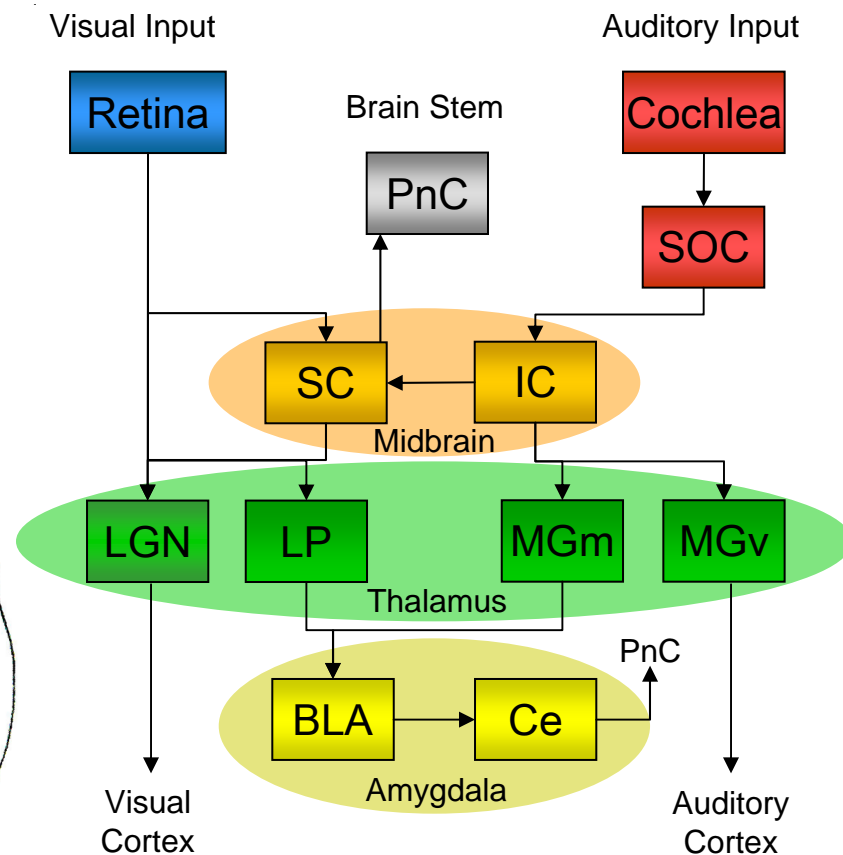 Visual Input
Auditory Input
Retina
Brain Stem
Cochlea
PnC
SOC
SC
IC
Midbrain
LGN
LP
MGm
MGv
Thalamus
PnC
BLA
Ce
Amygdala
Visual
Cortex
Auditory
Cortex